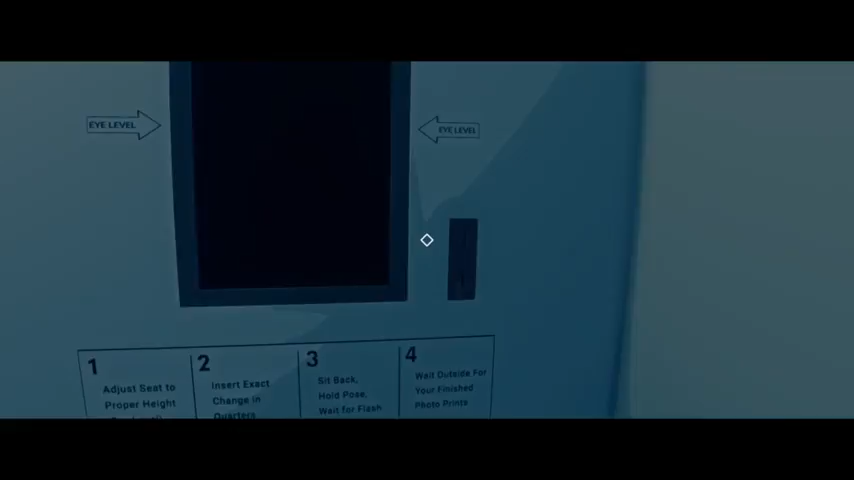 EYE LEVEL
EYE LEVEL
1
Adjust Seat to
Proper Height
2
Insert Exact
Change in
Quarters
3
Sit Back,
Hold Pose,
Wait for Flash
4
Wait Outside For
Your Finished
Photo Prints